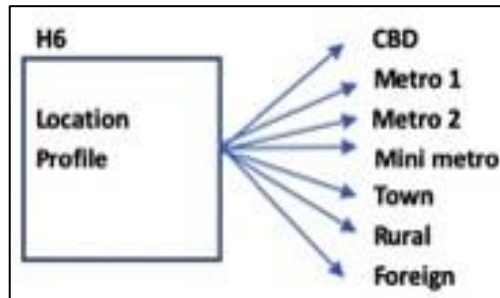 H6
Location
Profile
CBD
Metro 1
Metro 2
Mini metro
Town
Rural
Foreign